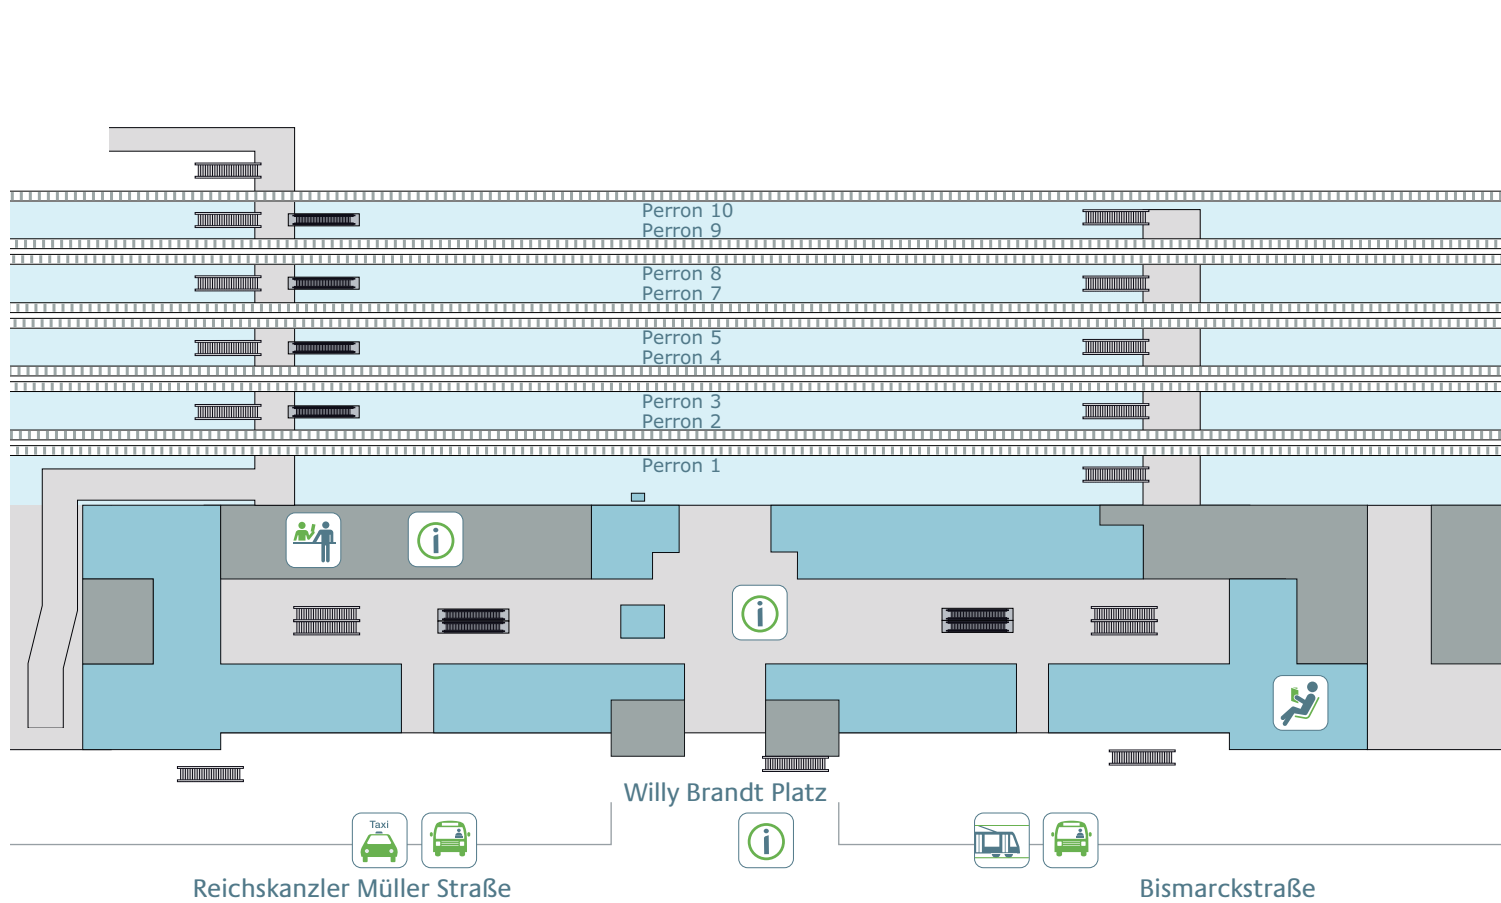 Perron 10
Perron 9
Perron 8
Perron 7
Perron 5
Perron 4
Perron 3
Perron 2
Perron 1
i
i
Willy Brandt Platz
Taxi
i
Reichskanzler Müller Straße
Bismarckstraße